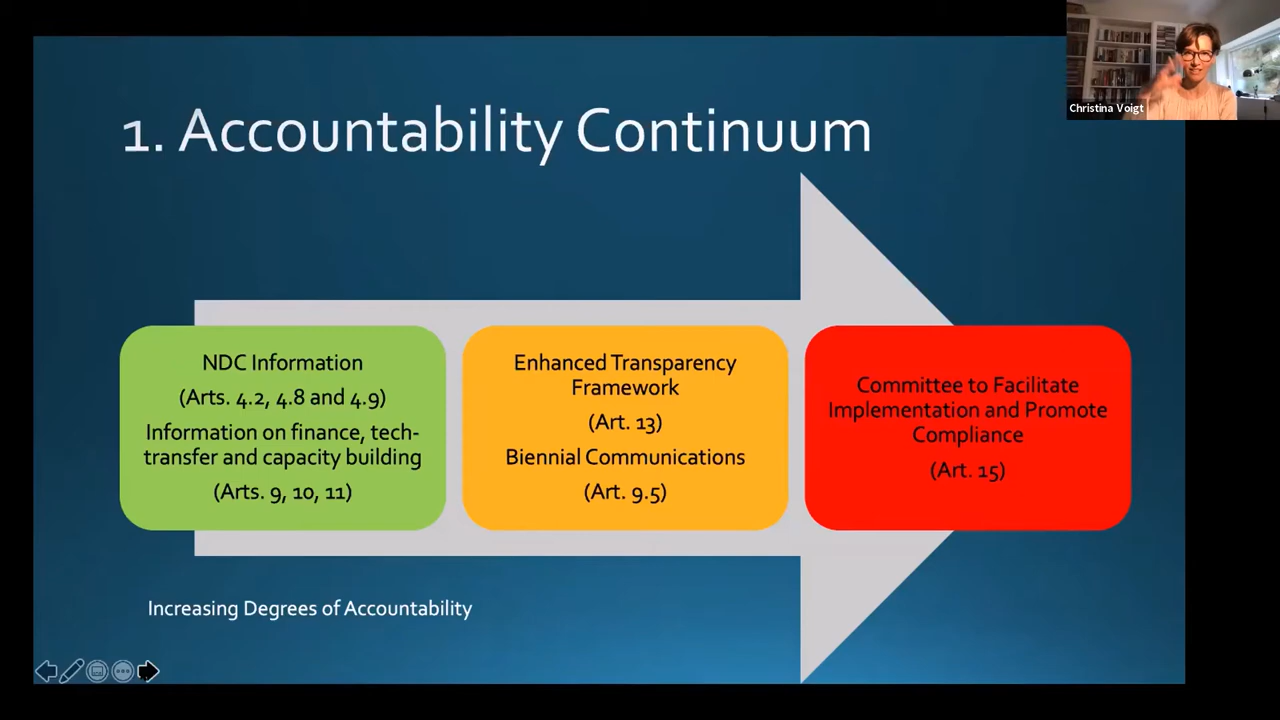 Christina Voigt
1. Accountability Continuum
NDC Information
(Arts. 4.2, 4.8 and 4.9)
Information on finance, tech-
transfer and capacity building
(Arts. 9, 10, 11)
Enhanced Transparency
Framework
(Art. 13)
Biennial Communications
(Art. 9.5)
Committee to Facilitate
Implementation and Promote
Compliance
(Art. 15)
Increasing Degrees of Accountability